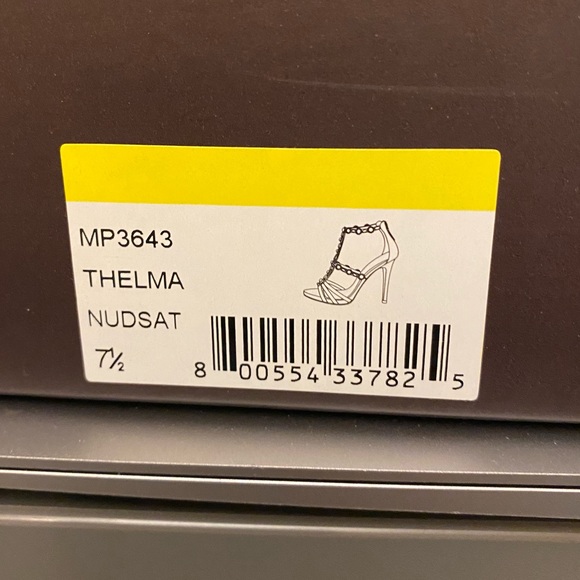 MP3643
THELMA
NUDSAT
7½
8 00554 33782 5